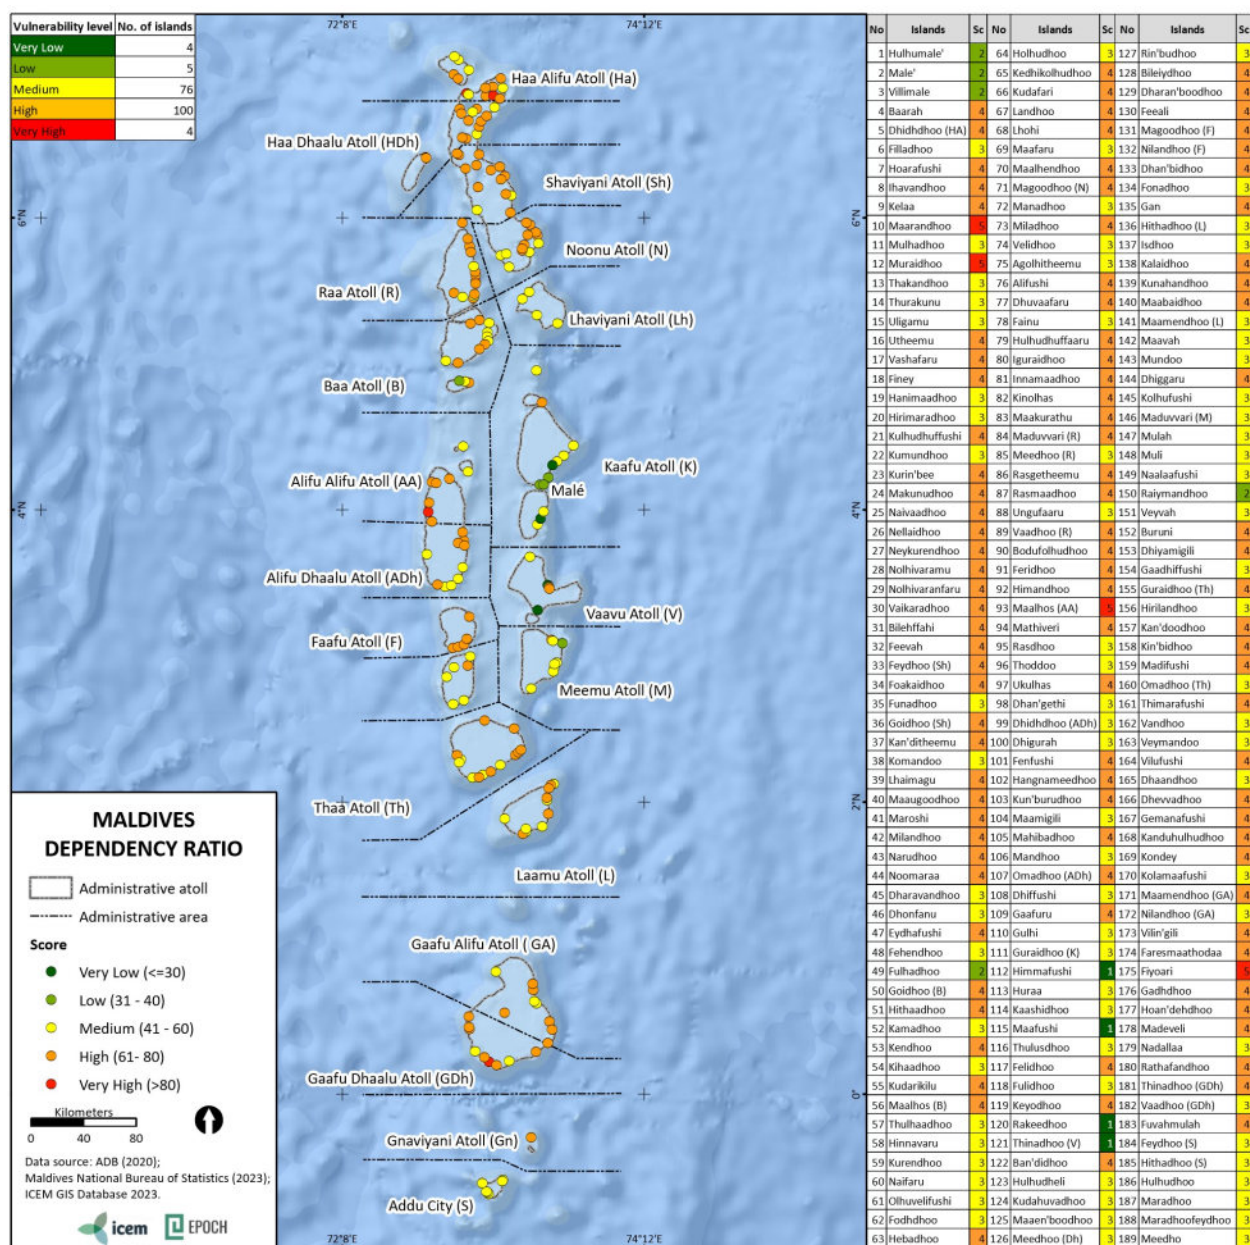 Vulnerability level No. of islands
Very Low 4
Low 5
Medium 76
High 100
Very High 4
72°8'E
74°12'E
Haa Alifu Atoll (Ha)
Haa Dhaalu Atoll (HDh)
Shaviyani Atoll (Sh)
6°N
6°N
Noonu Atoll (N)
Raa Atoll (R)
Lhaviyani Atoll (Lh)
Baa Atoll (B)
Kaafu Atoll (K)
Alifu Alifu Atoll (AA)
Malé
4°N
4°N
Alifu Dhaalu Atoll (ADh)
Vaavu Atoll (V)
Faafu Atoll (F)
Meemu Atoll (M)
Thaa Atoll (Th)
2°N
Laamu Atoll (L)
Gaafu Alifu Atoll ( GA)
Gaafu Dhaalu Atoll (GDh)
0°
Gnaviyani Atoll (Gn)
Addu City (S)
72°8'E
74°12'E
MALDIVES
DEPENDENCY RATIO
Administrative atoll
Administrative area
Score
Very Low (<=30)
Low (31 - 40)
Medium (41 - 60)
High (61- 80)
Very High (>80)
Kilometers
0 40 80
Data source: ADB (2020);
Maldives National Bureau of Statistics (2023);
ICEM GIS Database 2023.
icem EPOCH
No Islands Sc No Islands Sc No Islands Sc
1 Hulhumale' 2 64 Holhudhoo 3 127 Rin'budhoo 3
2 Male' 2 65 Kedhikolhudhoo 4 128 Bileiydhoo 4
3 Villimale 2 66 Kudafari 4 129 Dharan'boodhoo 4
4 Baarah 4 67 Landhoo 4 130 Feeali 4
5 Dhidhdhoo (HA) 4 68 Lhohi 4 131 Magoodhoo (F) 4
6 Filladhoo 3 69 Maafaru 3 132 Nilandhoo (F) 4
7 Hoarafushi 4 70 Maalhendhoo 4 133 Dhan'bidhoo 4
8 Ihavandhoo 4 71 Magoodhoo (N) 4 134 Fonadhoo 3
9 Kelaa 4 72 Manadhoo 3 135 Gan 4
10 Maarandhoo 5 73 Miladhoo 4 136 Hithadhoo (L) 3
11 Mulhadhoo 3 74 Velidhoo 3 137 Isdhoo 3
12 Muraidhoo 5 75 Agolhitheemu 3 138 Kalaidhoo 4
13 Thakandhoo 3 76 Alifushi 4 139 Kunahandhoo 4
14 Thurakunu 3 77 Dhuvaafaru 4 140 Maabaidhoo 4
15 Uligamu 3 78 Fainu 3 141 Maamendhoo (L) 3
16 Utheemu 4 79 Hulhudhuffaaru 4 142 Maavah 3
17 Vashafaru 4 80 Iguraidhoo 4 143 Mundoo 3
18 Finey 4 81 Innamaadhoo 4 144 Dhiggaru 4
19 Hanimaadhoo 3 82 Kinolhas 4 145 Kolhufushi 3
20 Hirimaradhoo 3 83 Maakurathu 4 146 Maduvvari (M) 3
21 Kulhudhuffushi 4 84 Maduvvari (R) 4 147 Mulah 3
22 Kumundhoo 3 85 Meedhoo (R) 3 148 Muli 3
23 Kurin'bee 4 86 Rasgetheemu 4 149 Naalaafushi 3
24 Makunudhoo 4 87 Rasmaadhoo 4 150 Raiymandhoo 2
25 Naivaadhoo 4 88 Ungufaaru 3 151 Veyvah 3
26 Nellaidhoo 4 89 Vaadhoo (R) 4 152 Buruni 4
27 Neykurendhoo 4 90 Bodufolhudhoo 4 153 Dhiyamigili 4
28 Nolhivaramu 4 91 Feridhoo 4 154 Gaadhiffushi 3
29 Nolhivaranfaru 4 92 Himandhoo 4 155 Guraidhoo (Th) 4
30 Vaikaradhoo 4 93 Maalhos (AA) 5 156 Hirilandhoo 3
31 Bilehffahi 4 94 Mathiveri 4 157 Kan'doodhoo 4
32 Feevah 4 95 Rasdhoo 3 158 Kin'bidhoo 4
33 Feydhoo (Sh) 4 96 Thoddoo 3 159 Madifushi 4
34 Foakaidhoo 4 97 Ukulhas 4 160 Omadhoo (Th) 3
35 Funadhoo 3 98 Dhan'gethi 3 161 Thimarafushi 4
36 Goidhoo (Sh) 4 99 Dhidhdhoo (ADh) 3 162 Vandhoo 3
37 Kan'ditheemu 4 100 Dhigurah 3 163 Veymandoo 3
38 Komandoo 3 101 Fenfushi 4 164 Vilufushi 4
39 Lhaimagu 4 102 Hangnameedhoo 4 165 Dhaandhoo 3
40 Maaugoodhoo 4 103 Kun'burudhoo 4 166 Dhevvadhoo 4
41 Maroshi 4 104 Maamigili 3 167 Gemanafushi 4
42 Milandhoo 4 105 Mahibadhoo 4 168 Kanduhulhudhoo 4
43 Narudhoo 4 106 Mandhoo 3 169 Kondey 4
44 Noomaraa 4 107 Omadhoo (ADh) 4 170 Kolamaafushi 3
45 Dharavandhoo 3 108 Dhiffushi 3 171 Maamendhoo (GA) 4
46 Dhonfanu 3 109 Gaafuru 4 172 Nilandhoo (GA) 3
47 Eydhafushi 4 110 Gulhi 3 173 Vilin'gili 4
48 Fehendhoo 3 111 Guraidhoo (K) 3 174 Faresmaathodaa 4
49 Fulhadhoo 2 112 Himmafushi 1 175 Fiyoari 5
50 Goidhoo (B) 4 113 Huraa 3 176 Gadhdhoo 4
51 Hithaadhoo 4 114 Kaashidhoo 3 177 Hoan'dehdhoo 4
52 Kamadhoo 3 115 Maafushi 1 178 Madeveli 4
53 Kendhoo 4 116 Thulusdhoo 3 179 Nadallaa 3
54 Kihaadhoo 3 117 Felidhoo 4 180 Rathafandhoo 4
55 Kudarikilu 4 118 Fulidhoo 3 181 Thinadhoo (GDh) 4
56 Maalhos (B) 4 119 Keyodhoo 4 182 Vaadhoo (GDh) 3
57 Thulhaadhoo 3 120 Rakeedhoo 1 183 Fuvahmulah 4
58 Hinnavaru 3 121 Thinadhoo (V) 1 184 Feydhoo (S) 3
59 Kurendhoo 3 122 Ban'didhoo 4 185 Hithadhoo (S) 3
60 Naifaru 3 123 Hulhudheli 3 186 Hulhudhoo 3
61 Olhuvelifushi 3 124 Kudahuvadhoo 3 187 Maradhoo 3
62 Fodhdhoo 3 125 Maaen'boodhoo 3 188 Maradhoofeydhoo 3
63 Hebadhoo 4 126 Meedhoo (Dh) 3 189 Meedho 3